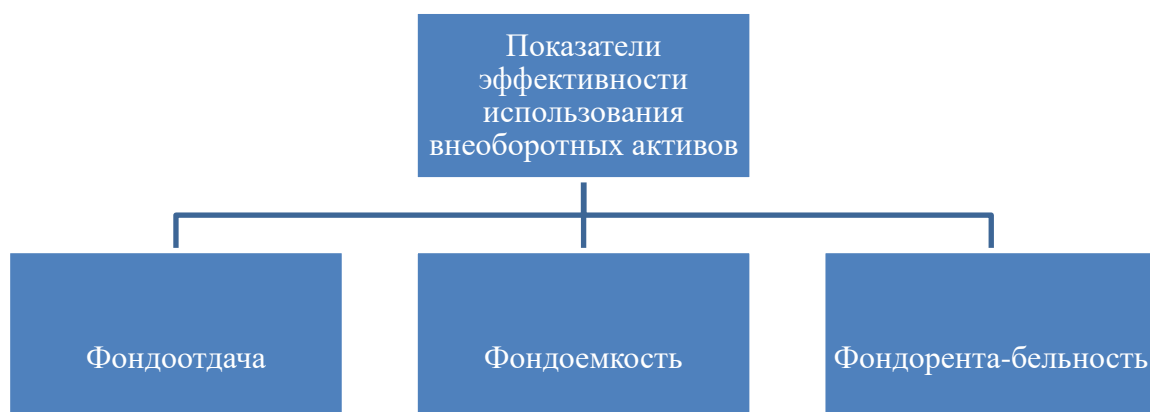 Показатели
эффективности
использования
внеоборотных активов
Фондоотдача
Фондоемкость
Фондорента-бельность